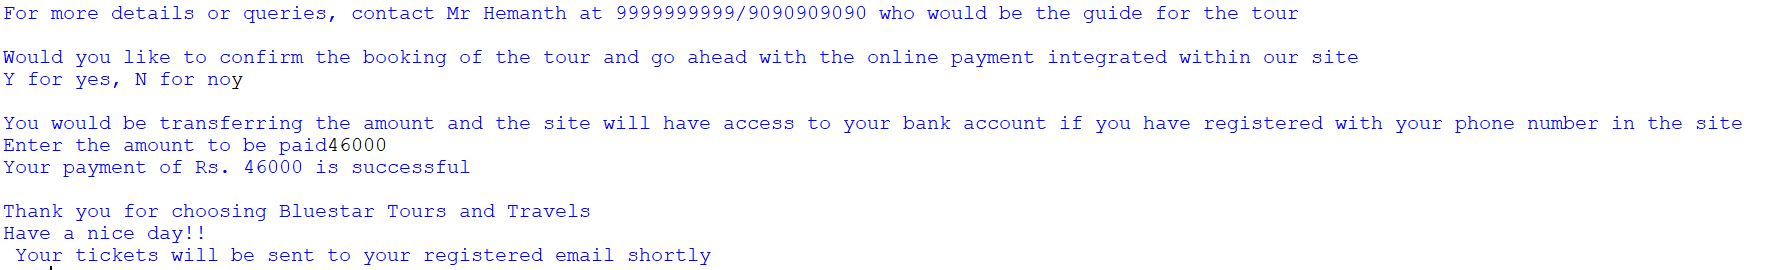 For more details or queries, contact Mr Hemanth at 9999999999/9090909090 who would be the guide for the tour
Would you like to confirm the booking of the tour and go ahead with the online payment integrated within our site
Y for yes, N for noy
You would be transferring the amount and the site will have access to your bank account if you have registered with your phone number in the site
Enter the amount to be paid46000
Your payment of Rs. 46000 is successful
Thank you for choosing Bluestar Tours and Travels
Have a nice day!!
Your tickets will be sent to your registered email shortly